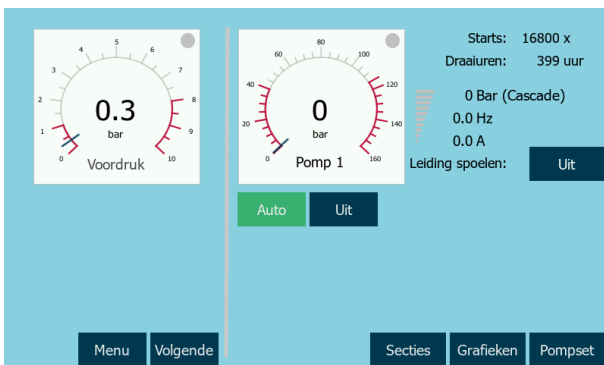 0
1
2
3
4
5
6
7
8
9
10
0.3
bar
Voordruk
0
20
40
60
80
100
120
140
160
0
bar
Pomp 1
Starts: 16800 x
Draaiuren: 399 uur
0 Bar (Cascade)
0.0 Hz
0.0 A
Leiding spoelen: Uit
Auto Uit
Menu Volgende Secties Grafieken Pompset